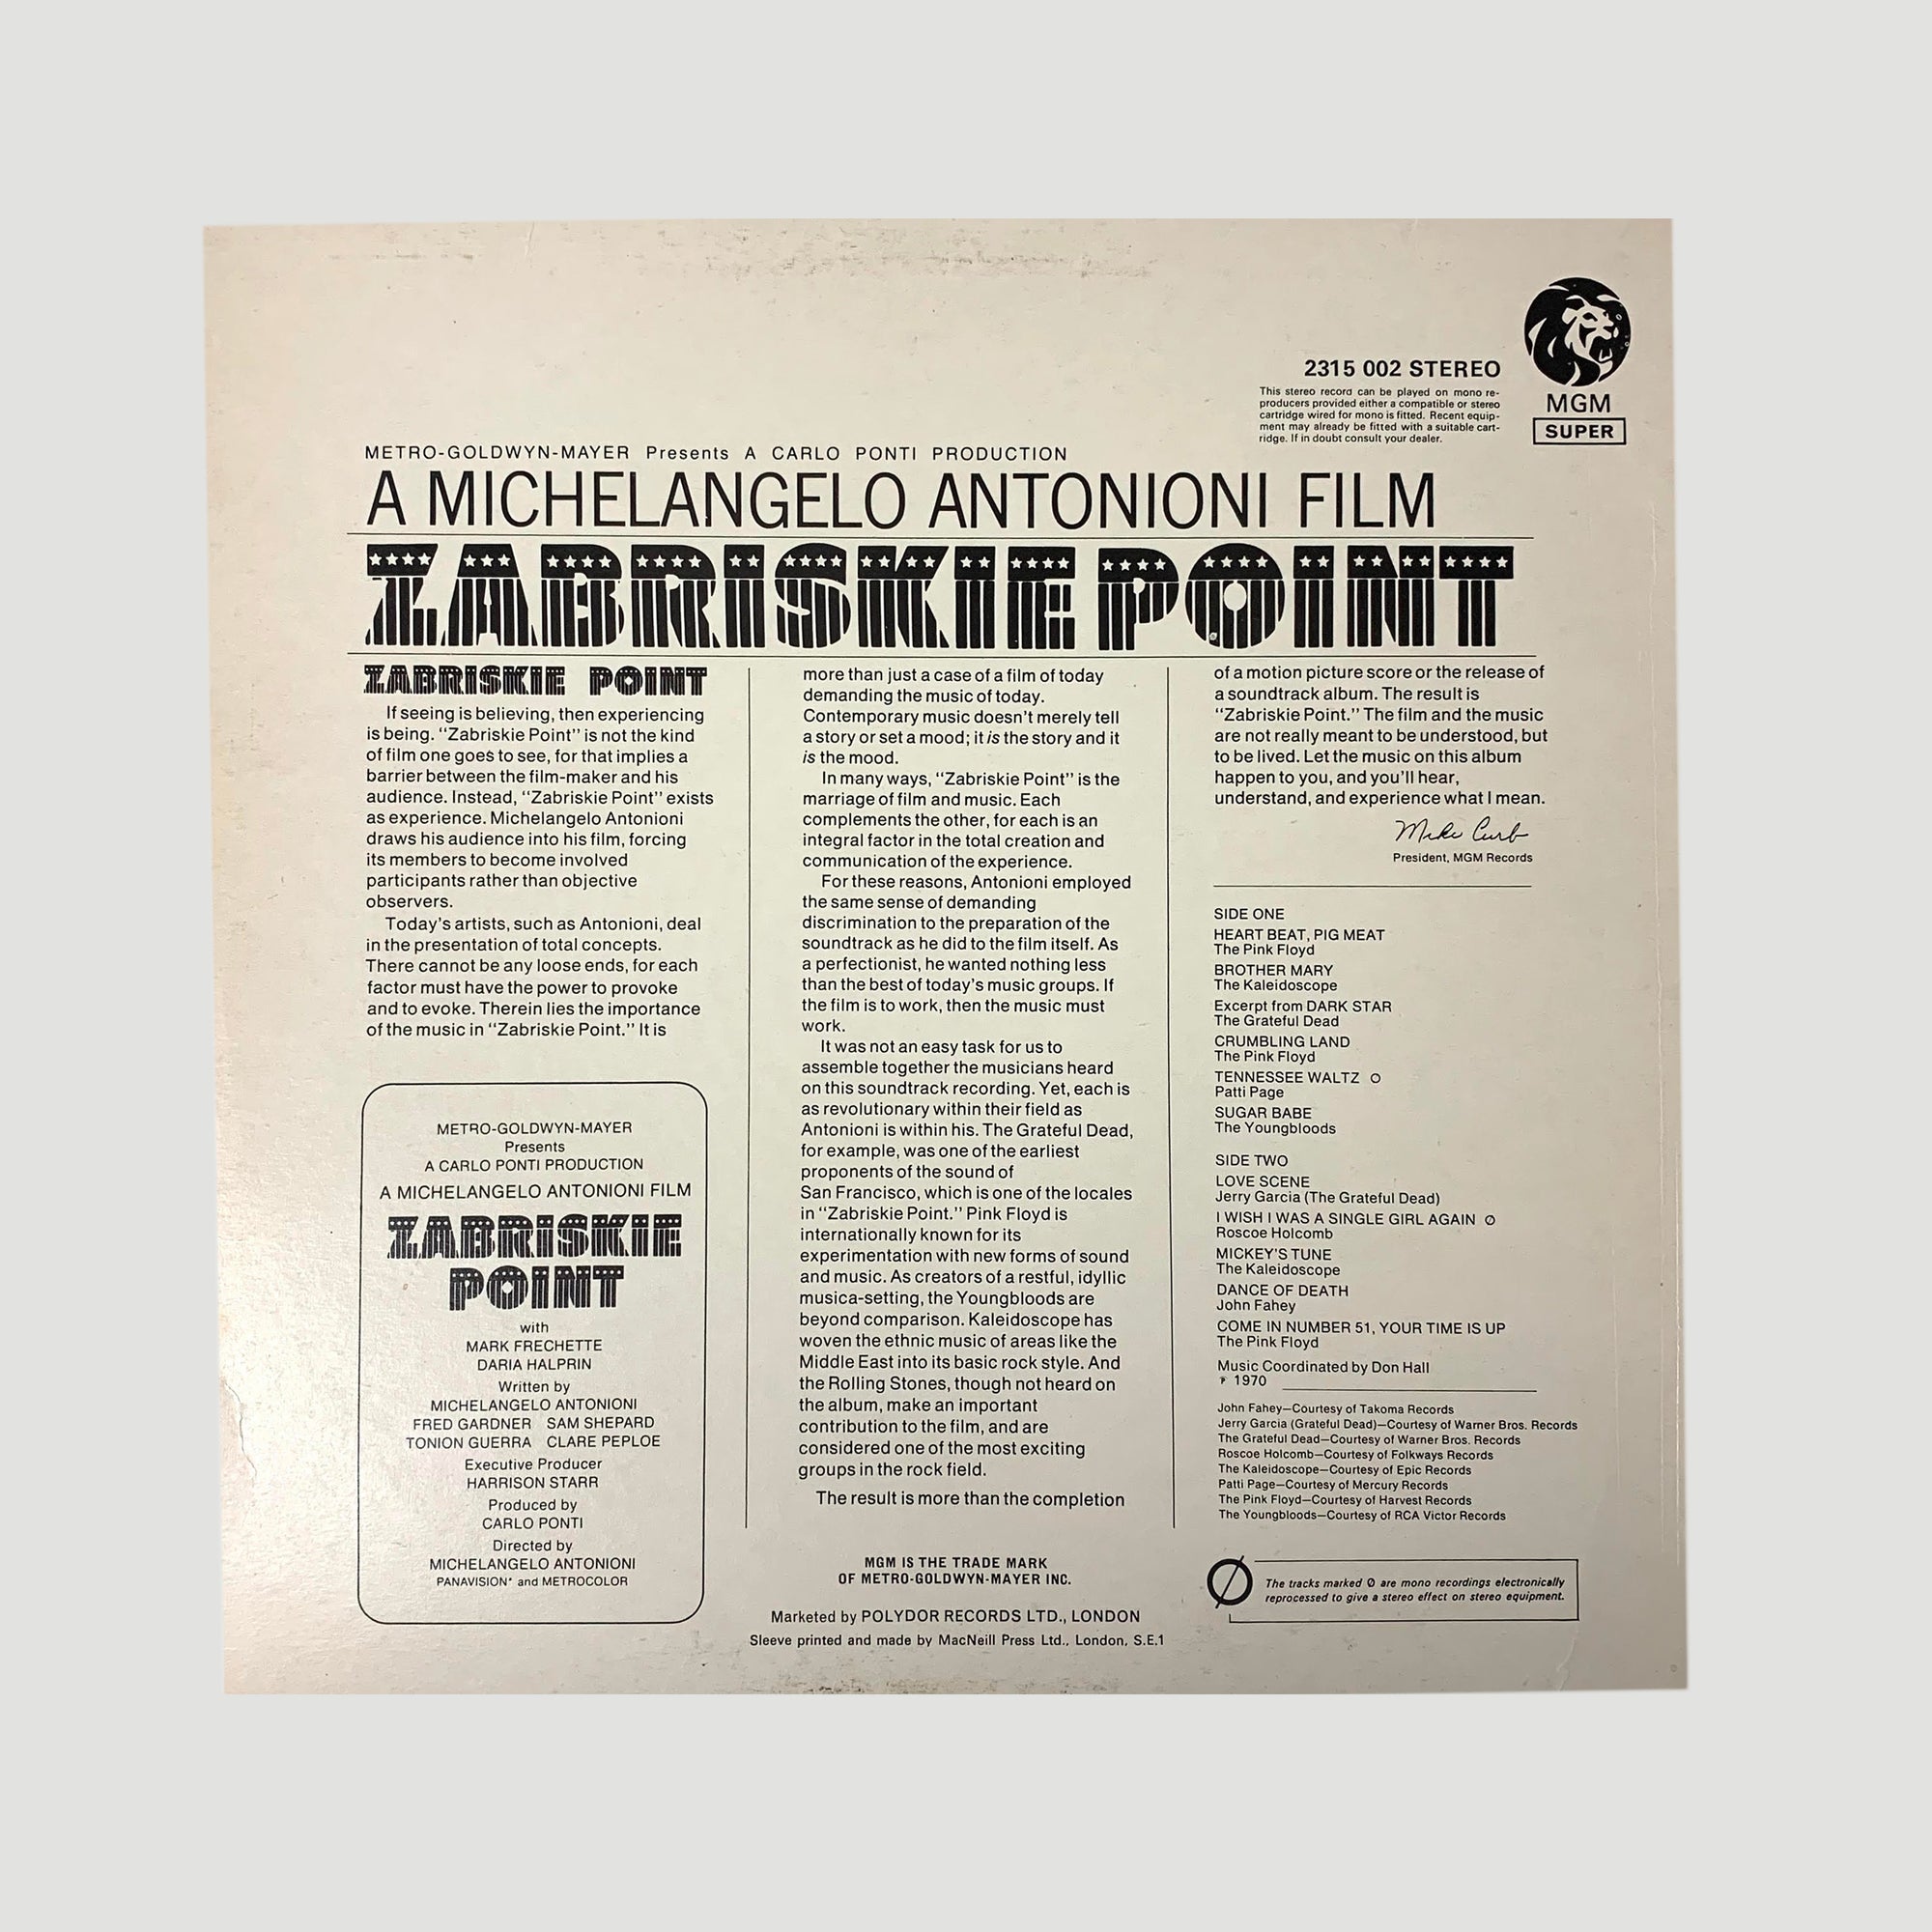 2315 002 STEREO
This stereo record can be played on mono re-
producers provided either a compatible or stereo
cartridge wired for mono is fitted. Recent equip-
ment may already be fitted with a suitable cart-
ridge. If in doubt consult your dealer.
MGM
SUPER
METRO-GOLDWYN-MAYER Presents A CARLO PONTI PRODUCTION
A MICHELANGELO ANTONIONI FILM
ZABRISKIE POINT
ZABRISKIE POINT
If seeing is believing, then experiencing
is being. “Zabriskie Point” is not the kind
of film one goes to see, for that implies a
barrier between the film-maker and his
audience. Instead, “Zabriskie Point” exists
as experience. Michelangelo Antonioni
draws his audience into his film, forcing
its members to become involved
participants rather than objective
observers.
Today's artists, such as Antonioni, deal
in the presentation of total concepts.
There cannot be any loose ends, for each
factor must have the power to provoke
and to evoke. Therein lies the importance
of the music in “Zabriskie Point.” It is
METRO-GOLDWYN-MAYER
Presents
A CARLO PONTI PRODUCTION
A MICHELANGELO ANTONIONI FILM
ZABRISKIE
POINT
with
MARK FRECHETTE
DARIA HALPRIN
Written by
MICHELANGELO ANTONIONI
FRED GARDNER SAM SHEPARD
TONION GUERRA CLARE PEPLOE
Executive Producer
HARRISON STARR
Produced by
CARLO PONTI
Directed by
MICHELANGELO ANTONIONI
PANAVISION* and METROCOLOR
more than just a case of a film of today
demanding the music of today.
Contemporary music doesn't merely tell
a story or set a mood; it is the story and it
is the mood.
In many ways, “Zabriskie Point” is the
marriage of film and music. Each
complements the other, for each is an
integral factor in the total creation and
communication of the experience.
For these reasons, Antonioni employed
the same sense of demanding
discrimination to the preparation of the
soundtrack as he did to the film itself. As
a perfectionist, he wanted nothing less
than the best of today's music groups. If
the film is to work, then the music must
work.
It was not an easy task for us to
assemble together the musicians heard
on this soundtrack recording. Yet, each is
as revolutionary within their field as
Antonioni is within his. The Grateful Dead,
for example, was one of the earliest
proponents of the sound of
San Francisco, which is one of the locales
in “Zabriskie Point.” Pink Floyd is
internationally known for its
experimentation with new forms of sound
and music. As creators of a restful, idyllic
musica-setting, the Youngbloods are
beyond comparison. Kaleidoscope has
woven the ethnic music of areas like the
Middle East into its basic rock style. And
the Rolling Stones, though not heard on
the album, make an important
contribution to the film, and are
considered one of the most exciting
groups in the rock field.
The result is more than the completion
MGM IS THE TRADE MARK
OF METRO-GOLDWYN-MAYER INC.
Marketed by POLYDOR RECORDS LTD., LONDON
Sleeve printed and made by MacNeill Press Ltd., London, S.E.1
of a motion picture score or the release of
a soundtrack album. The result is
“Zabriskie Point.” The film and the music
are not really meant to be understood, but
to be lived. Let the music on this album
happen to you, and you'll hear,
understand, and experience what I mean.
Mike Curb
President, MGM Records
SIDE ONE
HEART BEAT, PIG MEAT
The Pink Floyd
BROTHER MARY
The Kaleidoscope
Excerpt from DARK STAR
The Grateful Dead
CRUMBLING LAND
The Pink Floyd
TENNESSEE WALTZ O
Patti Page
SUGAR BABE
The Youngbloods
SIDE TWO
LOVE SCENE
Jerry Garcia (The Grateful Dead)
I WISH I WAS A SINGLE GIRL AGAIN Ø
Roscoe Holcomb
MICKEY'S TUNE
The Kaleidoscope
DANCE OF DEATH
John Fahey
COME IN NUMBER 51, YOUR TIME IS UP
The Pink Floyd
Music Coordinated by Don Hall
℗ 1970
John Fahey—Courtesy of Takoma Records
Jerry Garcia (Grateful Dead)—Courtesy of Warner Bros. Records
The Grateful Dead—Courtesy of Warner Bros. Records
Roscoe Holcomb—Courtesy of Folkways Records
The Kaleidoscope—Courtesy of Epic Records
Patti Page—Courtesy of Mercury Records
The Pink Floyd—Courtesy of Harvest Records
The Youngbloods—Courtesy of RCA Victor Records
Ø The tracks marked Ø are mono recordings electronically
reprocessed to give a stereo effect on stereo equipment.